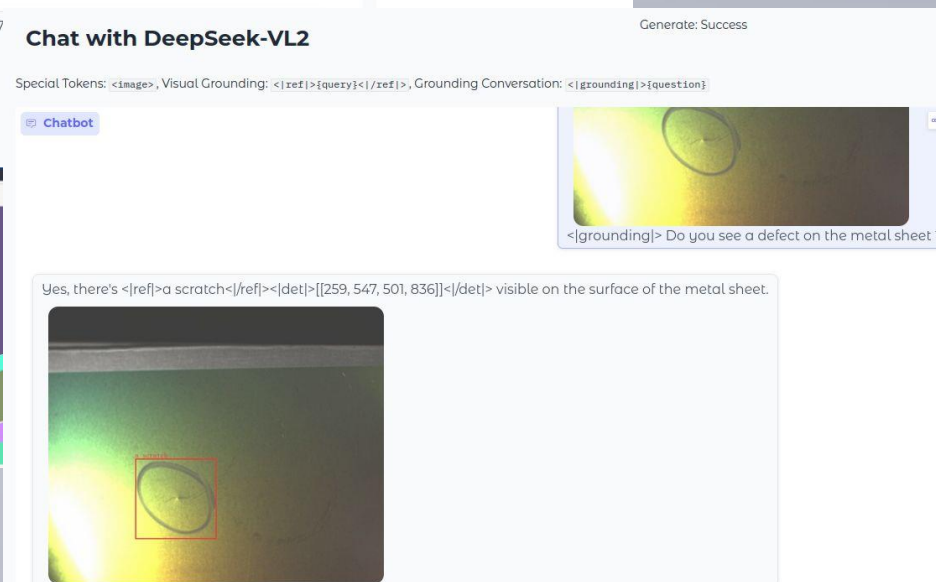 Generate: Success
Chat with DeepSeek-VL2
Special Tokens: <image>, Visual Grounding: <|ref|>{query}<|/ref|>, Grounding Conversation: <|grounding|>{question}
Chatbot
<|grounding|> Do you see a defect on the metal sheet
Yes, there's <|ref|>a scratch<|/ref|><|det|>[[259, 547, 501, 836]]<|/det|> visible on the surface of the metal sheet.
a scratch